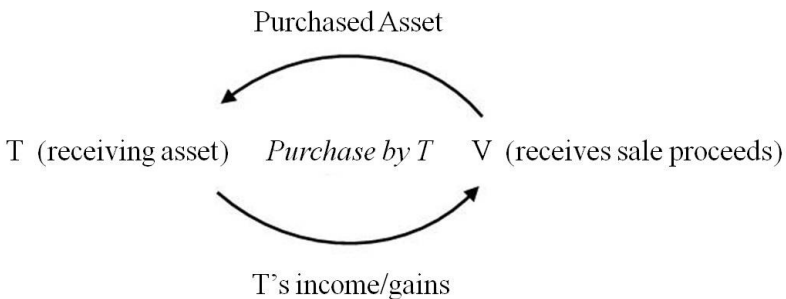 Purchased Asset
T (receiving asset) Purchase by T V (receives sale proceeds)
T’s income/gains